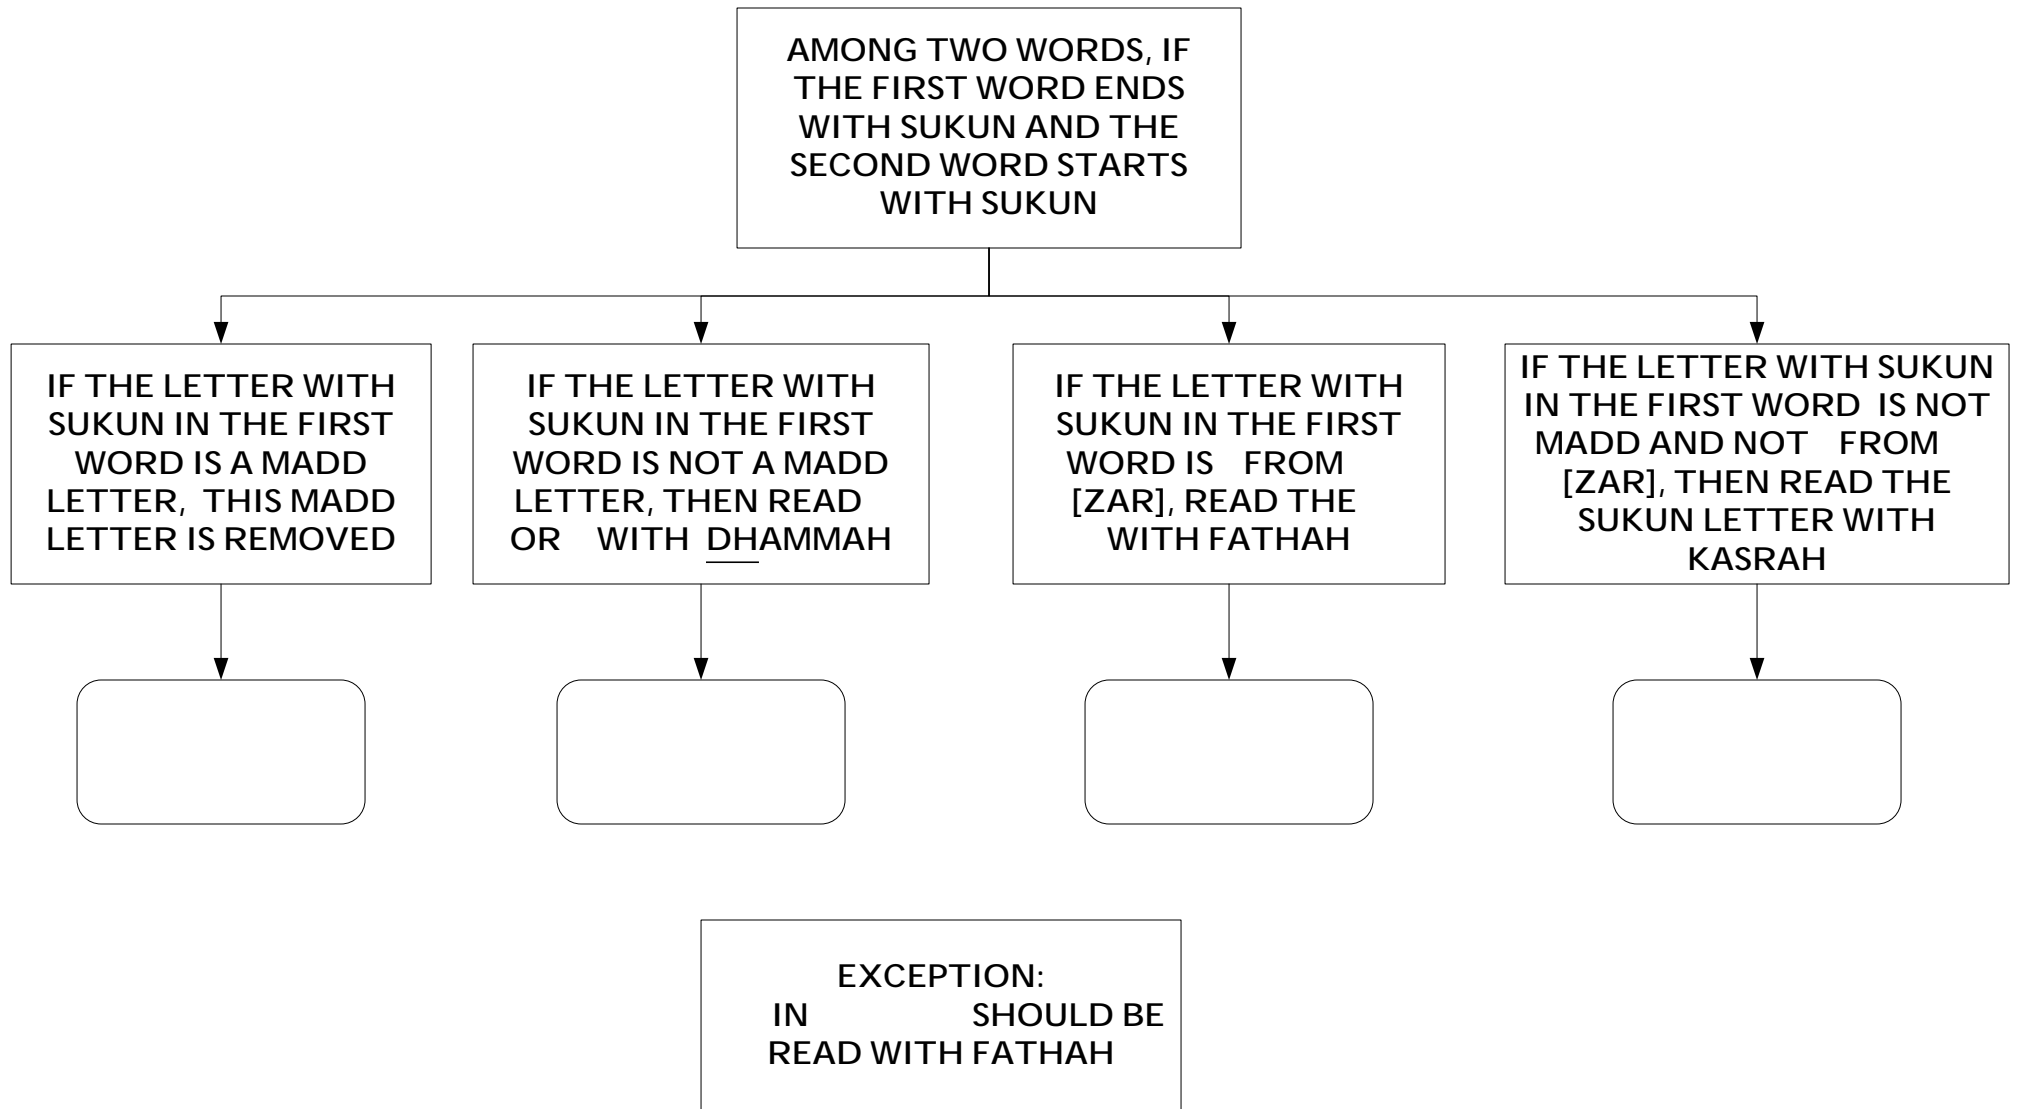 AMONG TWO WORDS, IF
THE FIRST WORD ENDS
WITH SUKUN AND THE
SECOND WORD STARTS
WITH SUKUN
IF THE LETTER WITH
SUKUN IN THE FIRST
WORD IS A MADD
LETTER, THIS MADD
LETTER IS REMOVED
IF THE LETTER WITH
SUKUN IN THE FIRST
WORD IS NOT A MADD
LETTER, THEN READ
OR WITH DHAMMAH
IF THE LETTER WITH
SUKUN IN THE FIRST
WORD IS FROM
[ZAR], READ THE
WITH FATHAH
IF THE LETTER WITH SUKUN
IN THE FIRST WORD IS NOT
MADD AND NOT FROM
[ZAR], THEN READ THE
SUKUN LETTER WITH
KASRAH
EXCEPTION:
IN SHOULD BE
READ WITH FATHAH